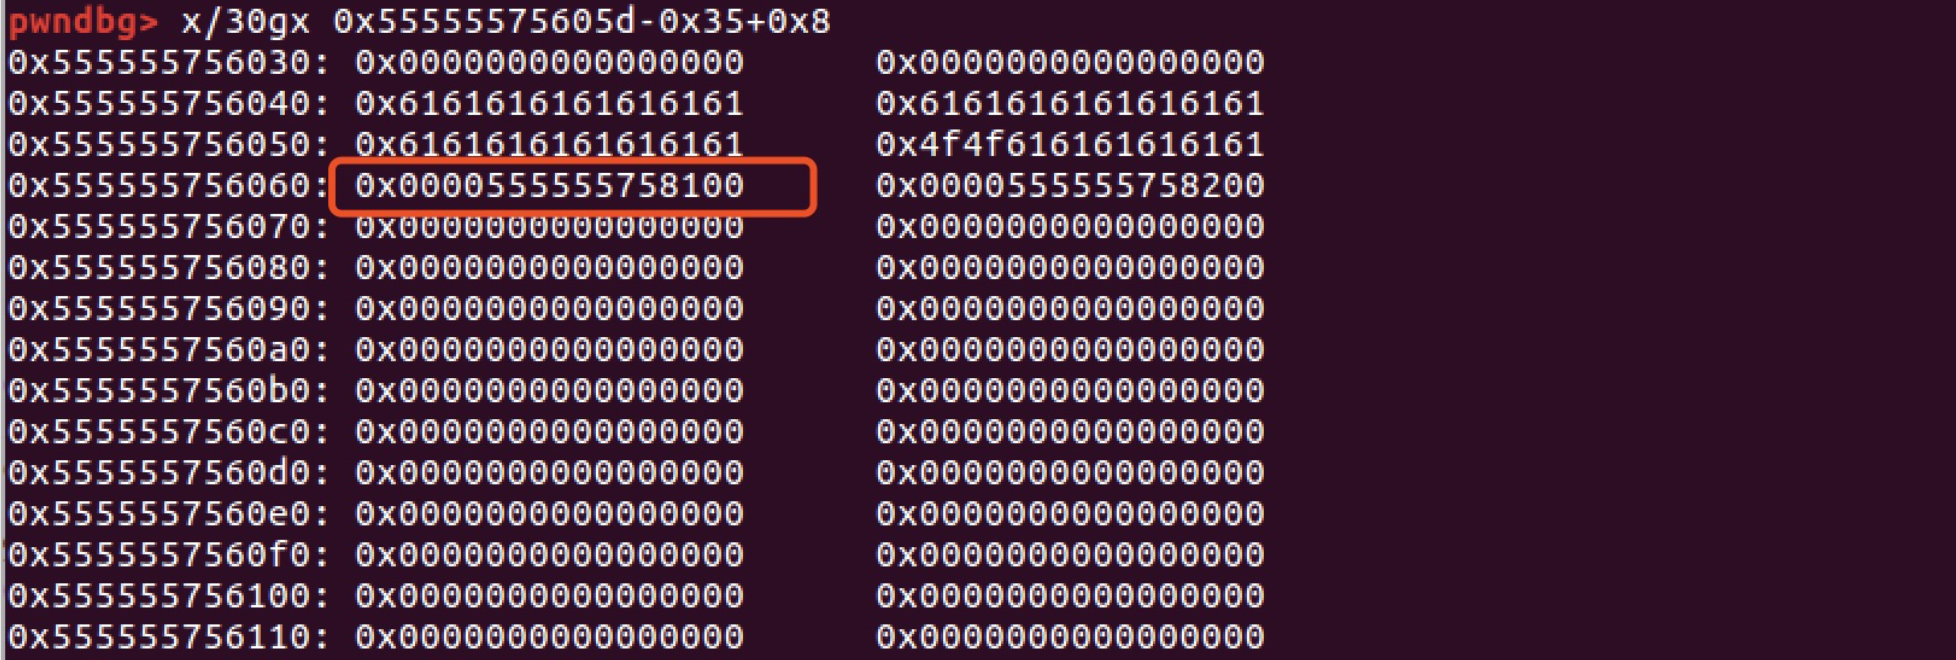 pwndbg> x/30gx 0x55555575605d-0x35+0x8
0x555555756030: 0x0000000000000000 0x0000000000000000
0x555555756040: 0x6161616161616161 0x6161616161616161
0x555555756050: 0x6161616161616161 0x4f4f616161616161
0x555555756060: 0x0000555555758100 0x0000555555758200
0x555555756070: 0x0000000000000000 0x0000000000000000
0x555555756080: 0x0000000000000000 0x0000000000000000
0x555555756090: 0x0000000000000000 0x0000000000000000
0x5555557560a0: 0x0000000000000000 0x0000000000000000
0x5555557560b0: 0x0000000000000000 0x0000000000000000
0x5555557560c0: 0x0000000000000000 0x0000000000000000
0x5555557560d0: 0x0000000000000000 0x0000000000000000
0x5555557560e0: 0x0000000000000000 0x0000000000000000
0x5555557560f0: 0x0000000000000000 0x0000000000000000
0x555555756100: 0x0000000000000000 0x0000000000000000
0x555555756110: 0x0000000000000000 0x0000000000000000